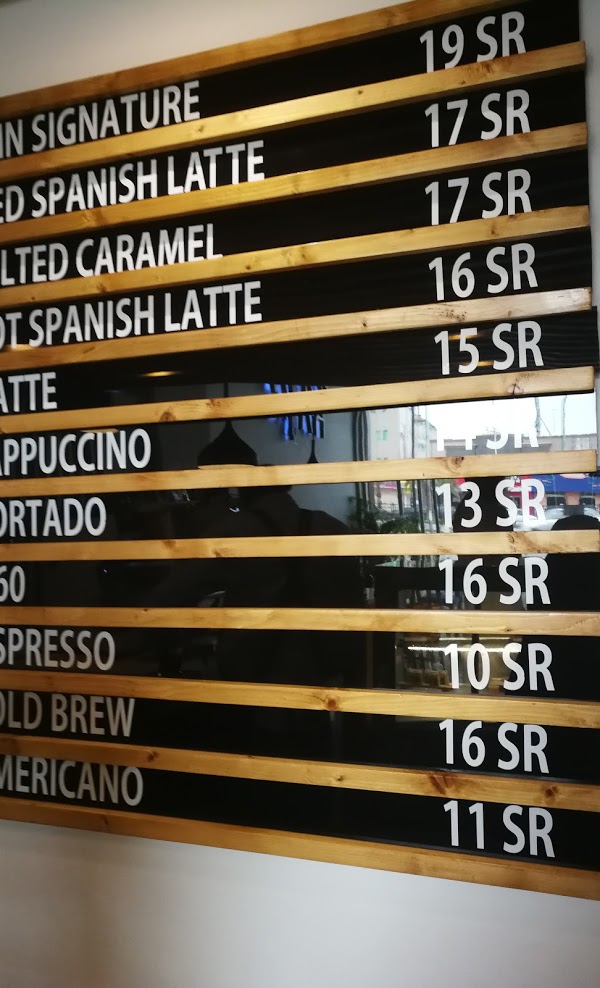 IN SIGNATURE 19 SR
ED SPANISH LATTE 17 SR
LTED CARAMEL 17 SR
OT SPANISH LATTE 16 SR
ATTE 15 SR
APPUCCINO 14 SR
ORTADO 13 SR
60 16 SR
SPRESSO 10 SR
OLD BREW 16 SR
MERICANO 11 SR